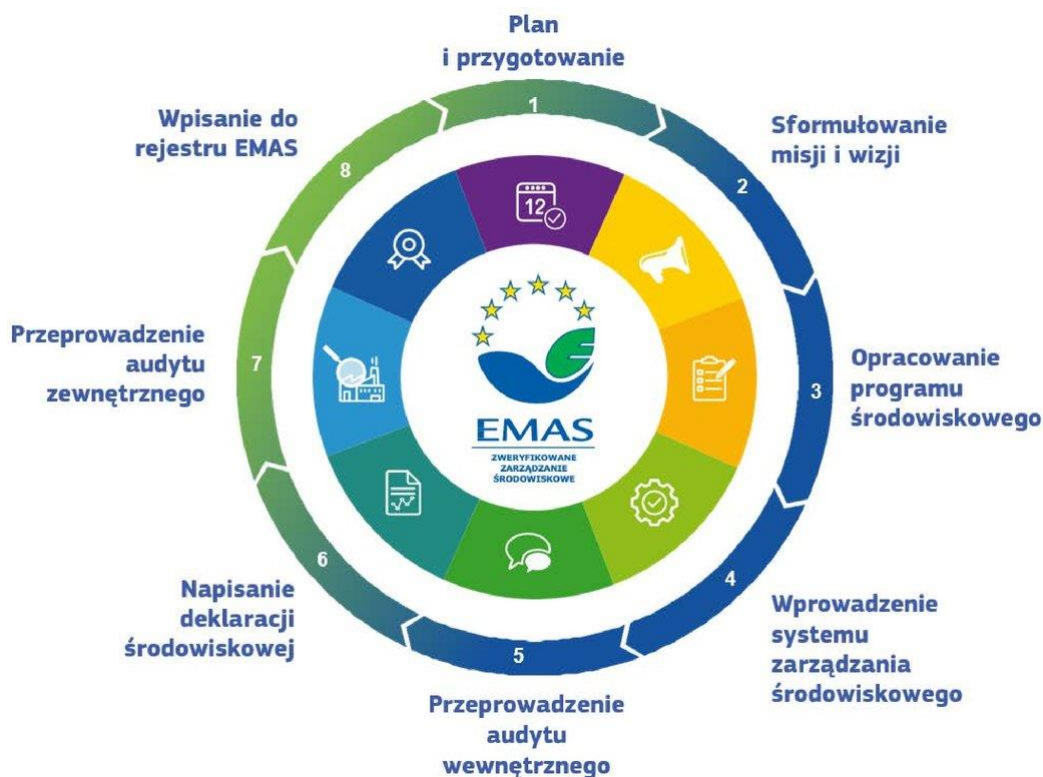 Plan
i przygotowanie
1
Sformułowanie
misji i wizji
2
Opracowanie
programu
środowiskowego
3
Wprowadzenie
systemu
zarządzania
środowiskowego
4
Przeprowadzenie
audytu
wewnętrznego
5
Napisanie
deklaracji
środowiskowej
6
Przeprowadzenie
audytu
zewnętrznego
7
Wpisanie do
rejestru EMAS
8
12
EMAS
ZWERYFIKOWANE
ZARZĄDZANIE
ŚRODOWISKOWE